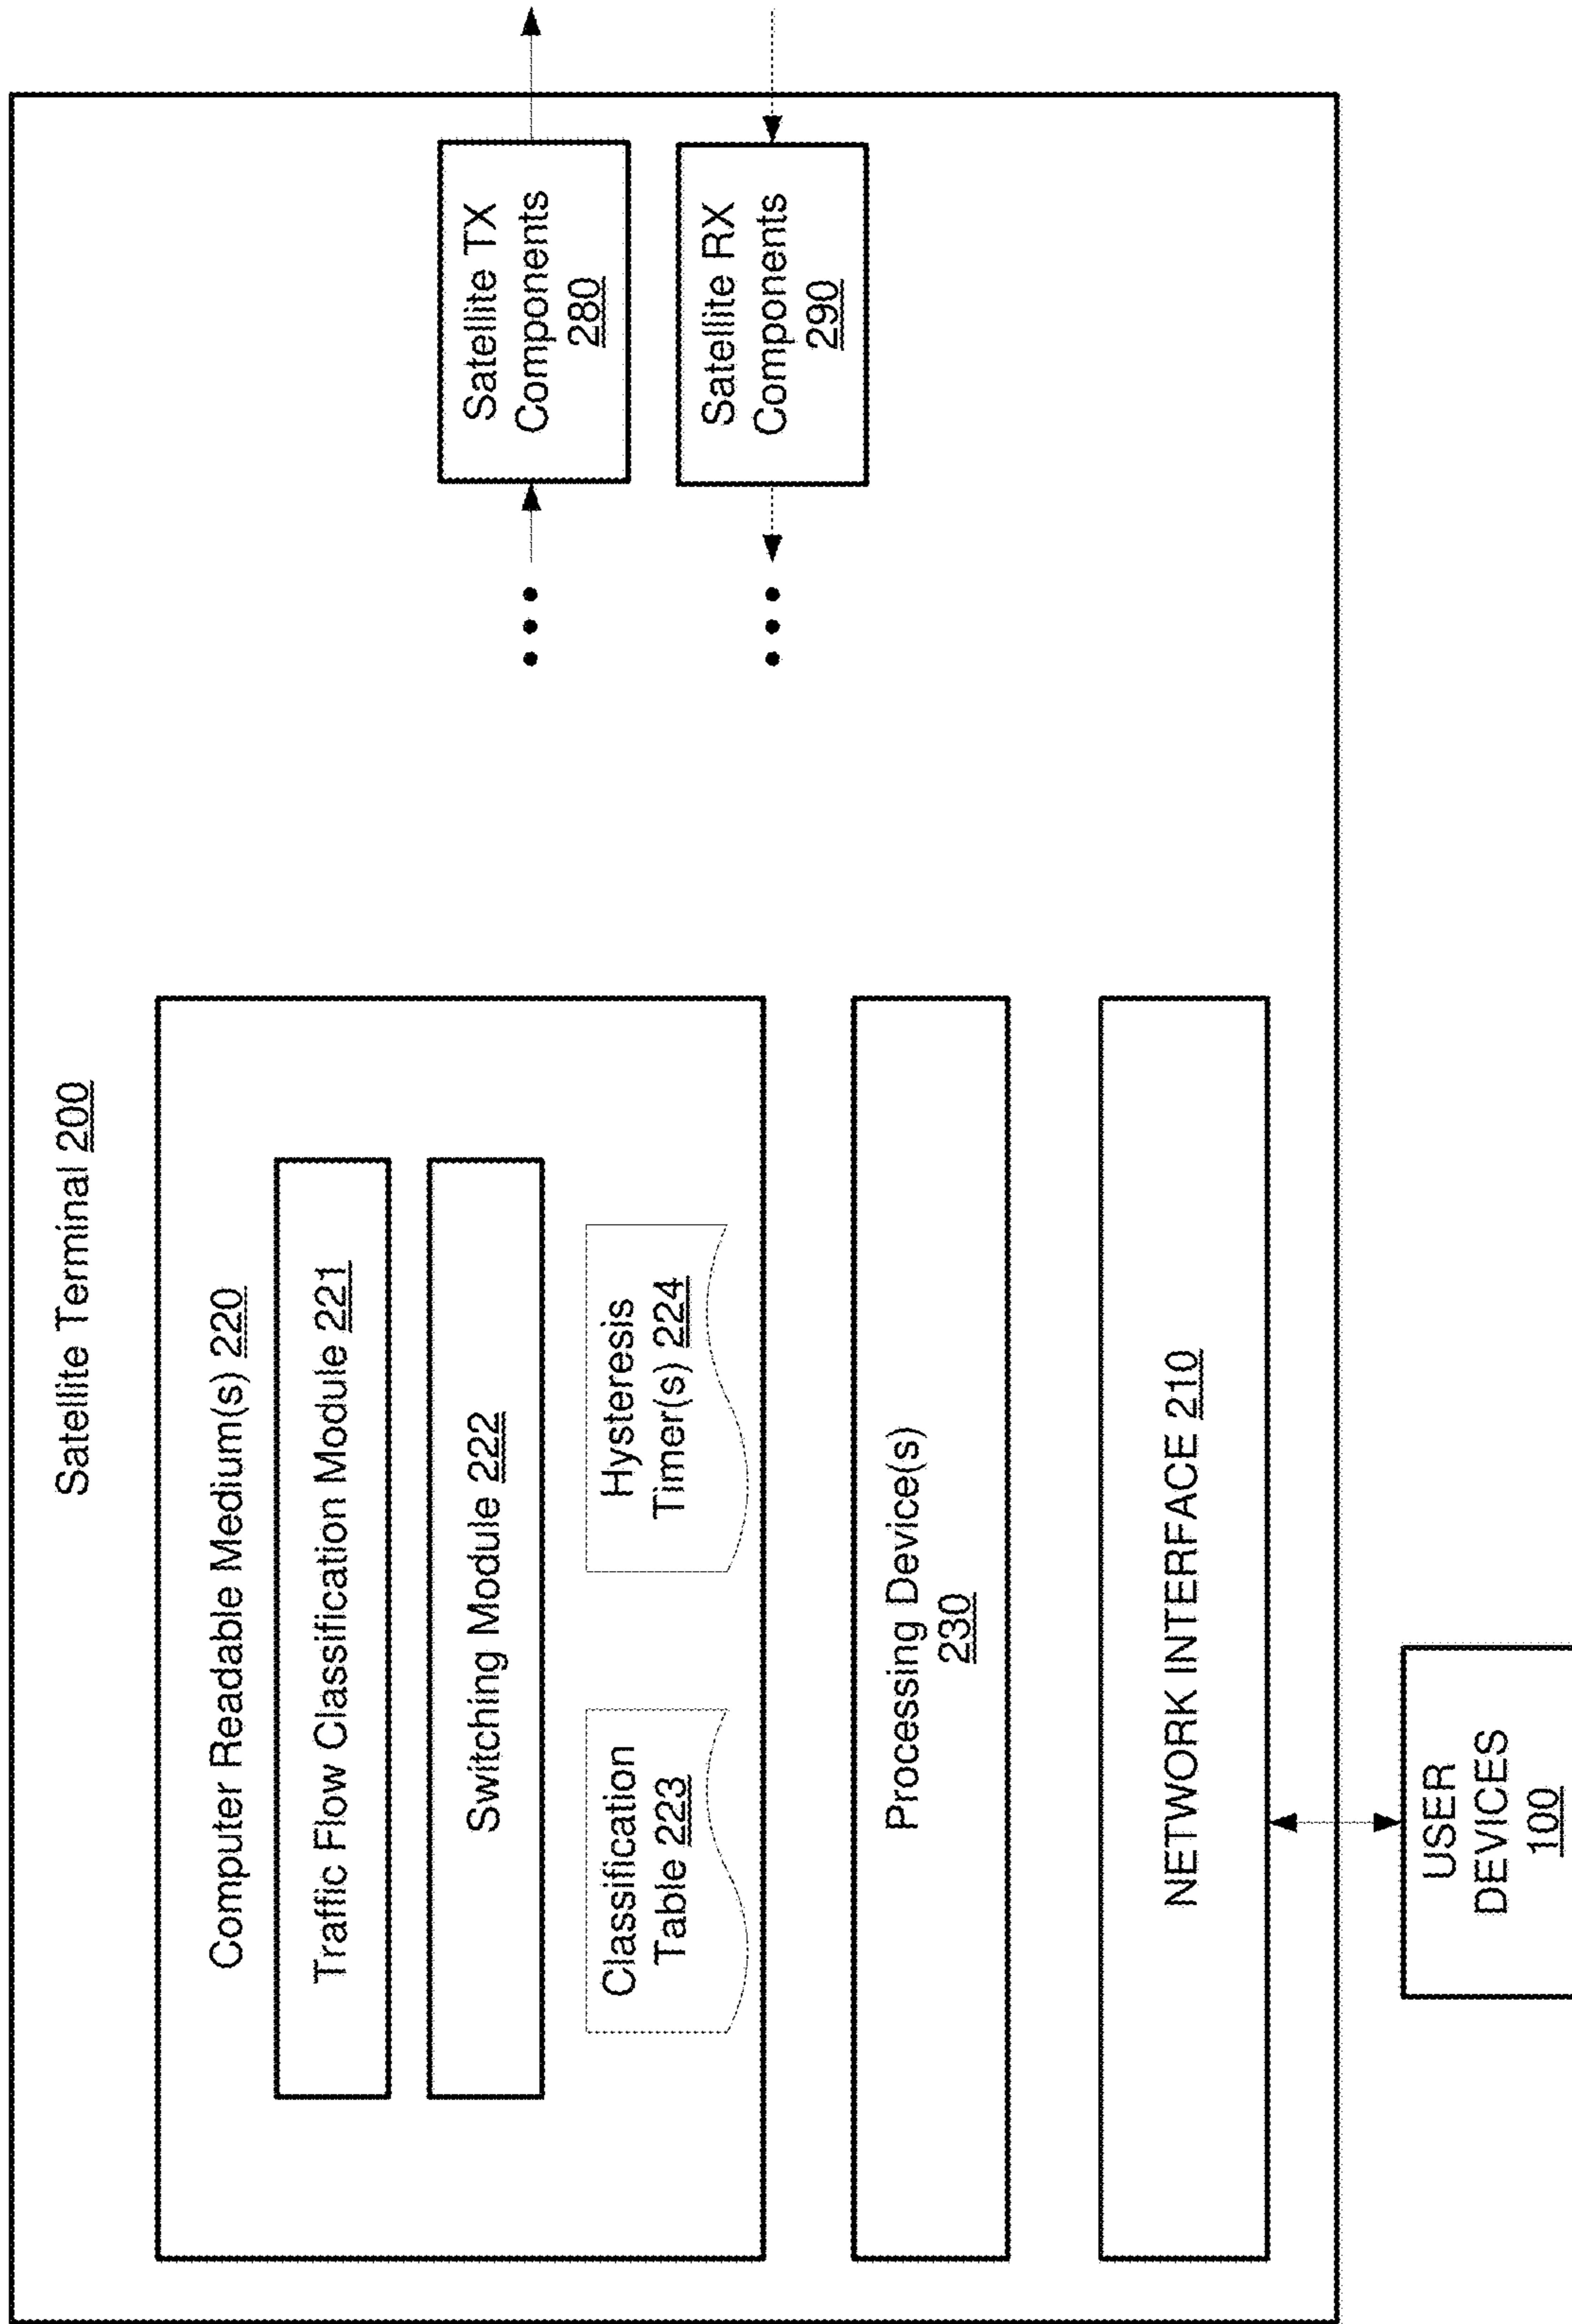 Satellite Terminal 200
Computer Readable Medium(s) 220
Traffic Flow Classification Module 221
Switching Module 222
Classification
Table 223
Hysteresis
Timer(s) 224
Processing Device(s)
230
NETWORK INTERFACE 210
USER
DEVICES
100
Satellite TX
Components
280
Satellite RX
Components
290